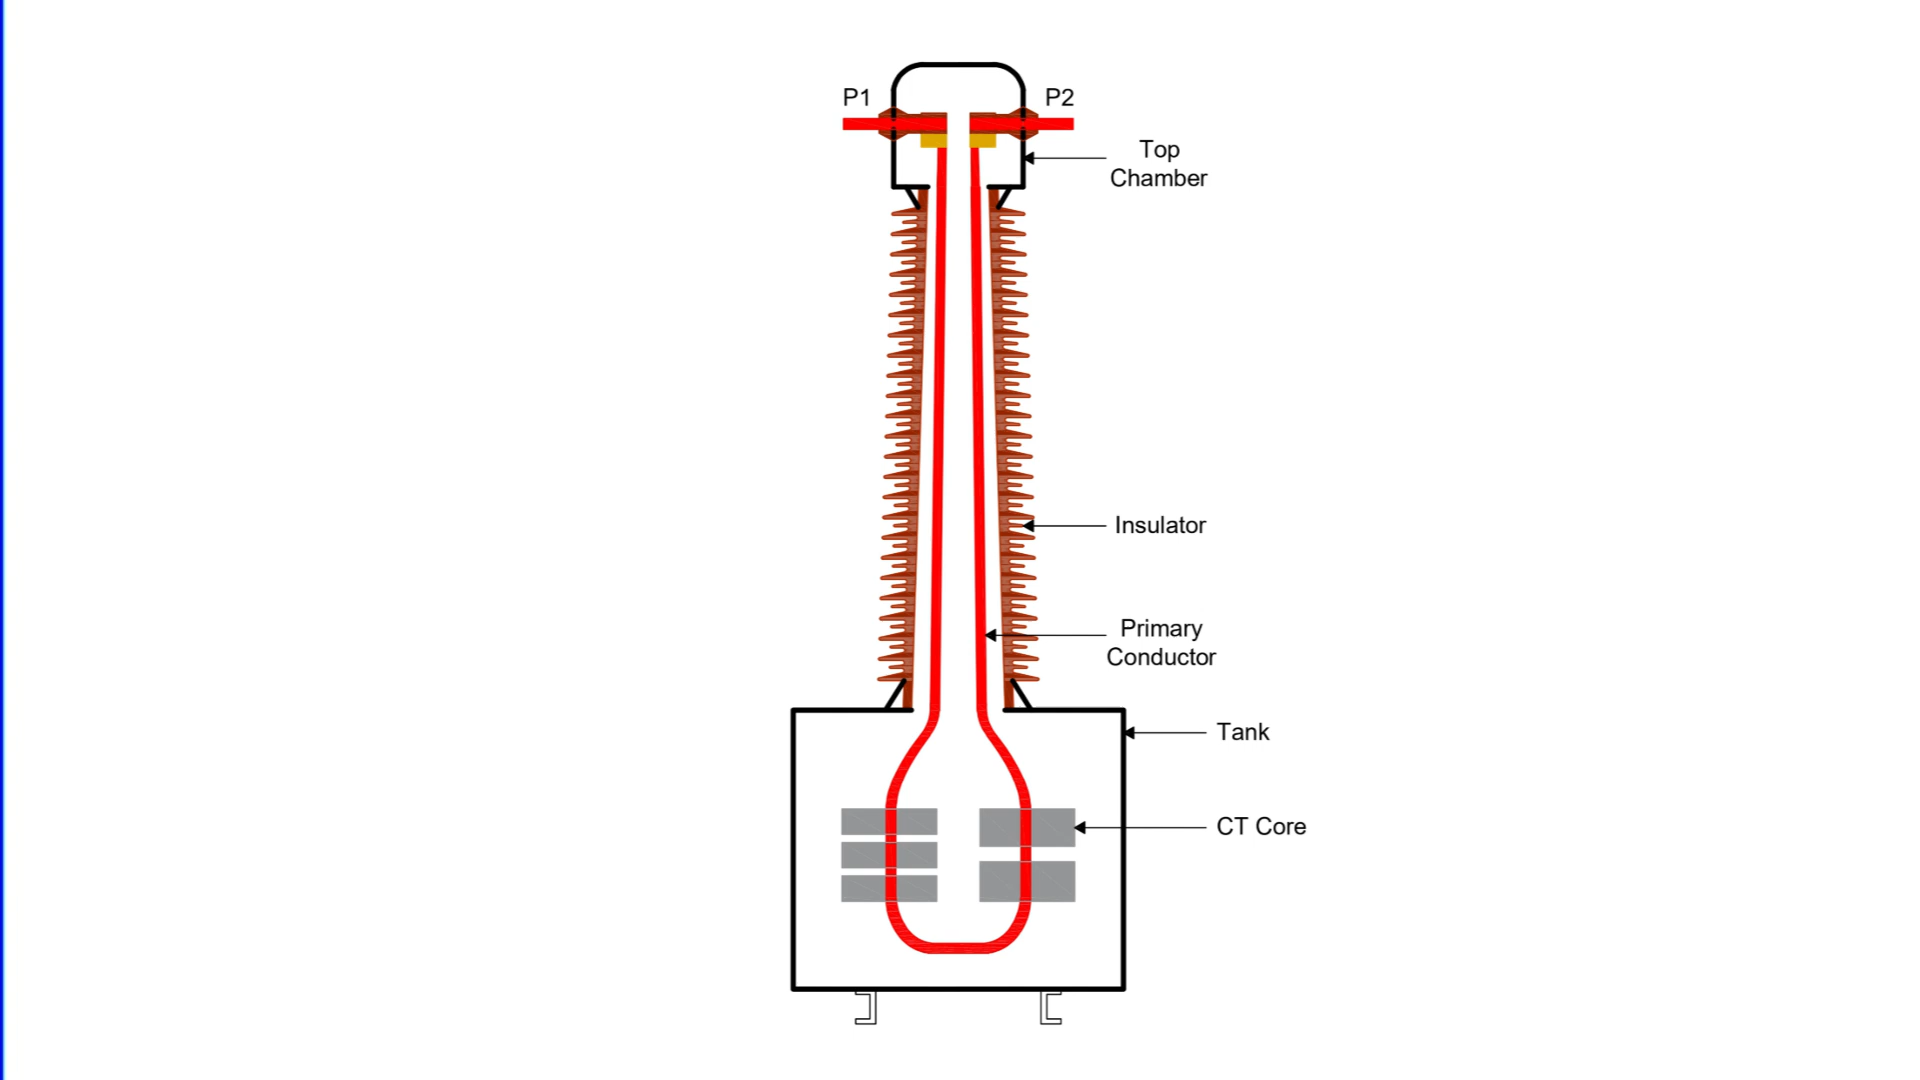 P1
P2
Top
Chamber
Insulator
Primary
Conductor
Tank
CT Core